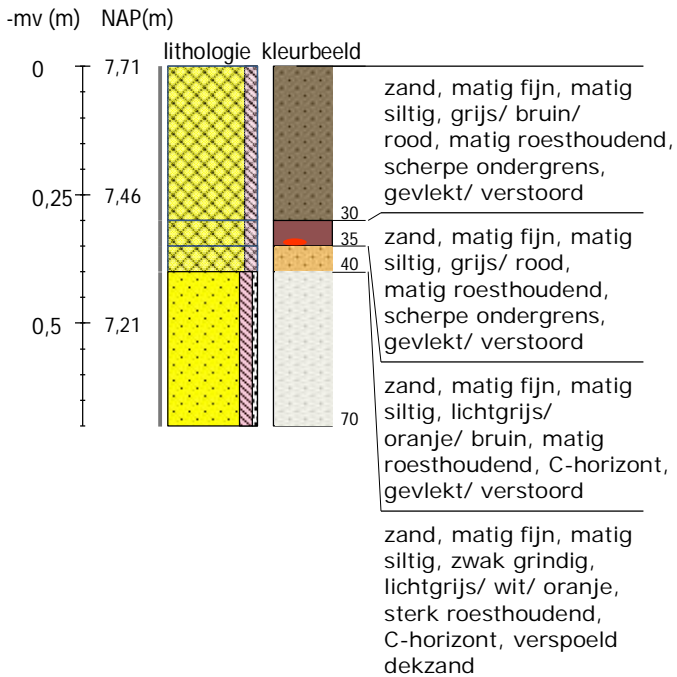 -mv (m) NAP(m)
lithologie kleurbeeld
0 7,71
zand, matig fijn, matig
siltig, grijs/ bruin/
rood, matig roesthoudend,
scherpe ondergrens,
gevlekt/ verstoord
0,25 7,46
30
35
40
zand, matig fijn, matig
siltig, grijs/ rood,
matig roesthoudend,
scherpe ondergrens,
gevlekt/ verstoord
0,5 7,21
70
zand, matig fijn, matig
siltig, lichtgrijs/
oranje/ bruin, matig
roesthoudend, C-horizont,
gevlekt/ verstoord
zand, matig fijn, matig
siltig, zwak grindig,
lichtgrijs/ wit/ oranje,
sterk roesthoudend,
C-horizont, verspoeld
dekzand